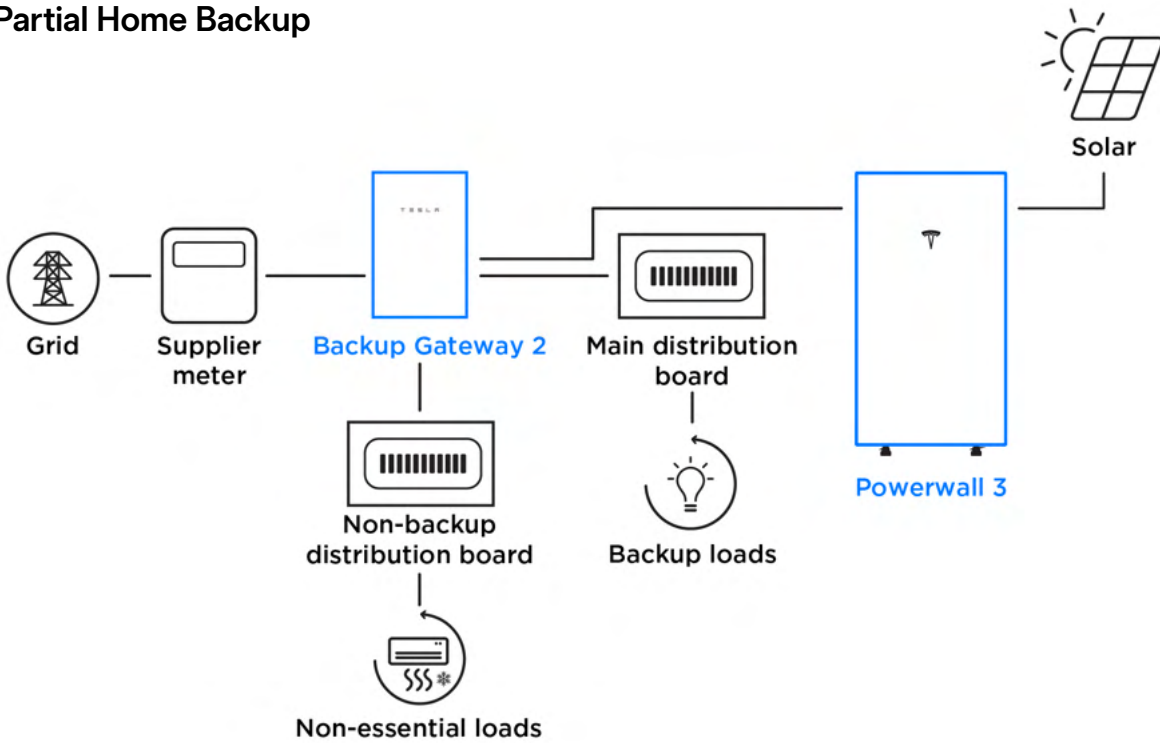 Partial Home Backup
Solar
TESLA
Grid
Supplier
meter
Backup Gateway 2
Main distribution
board
Powerwall 3
Non-backup
distribution board
Backup loads
Non-essential loads